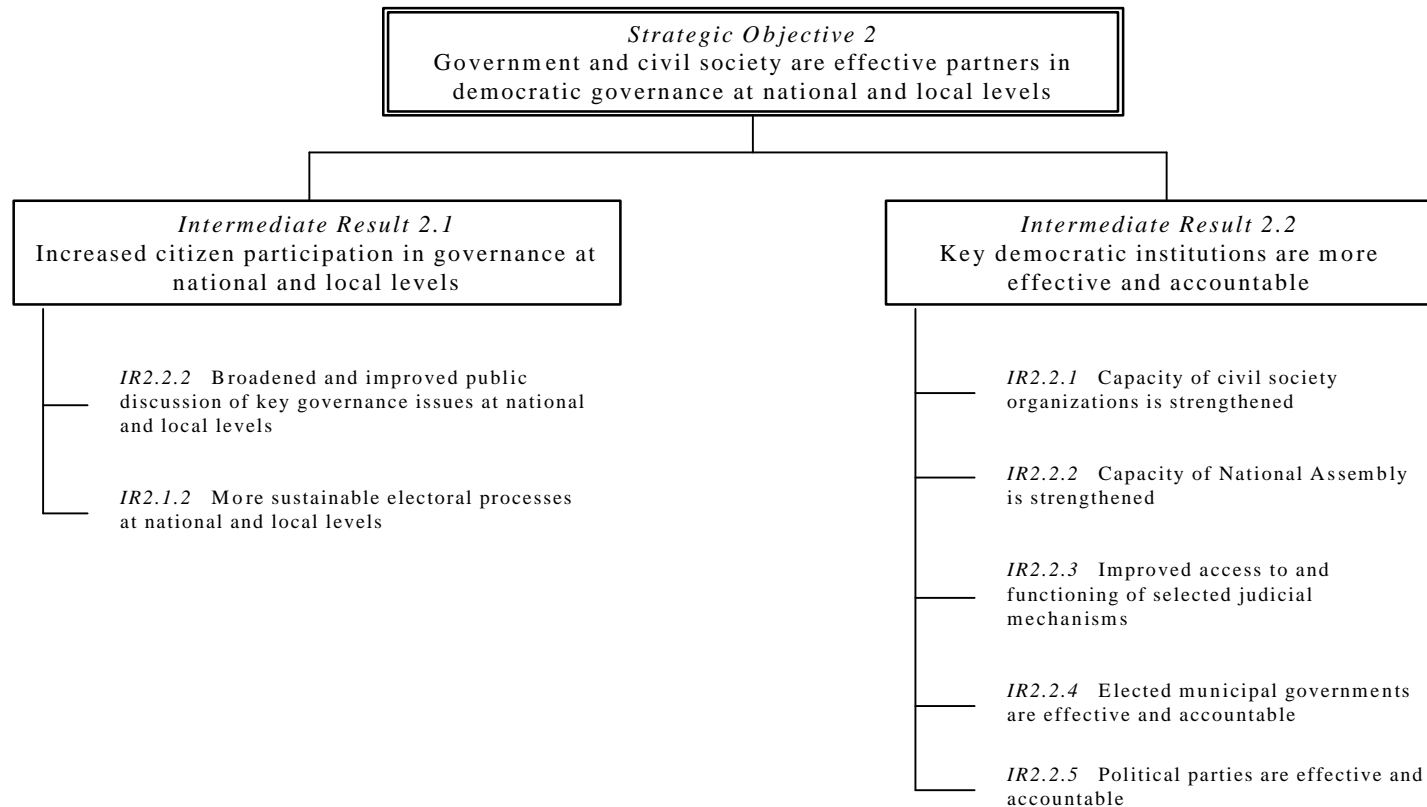 Strategic Objective 2
Government and civil society are effective partners in
democratic governance at national and local levels
Intermediate Result 2.1
Increased citizen participation in governance at
national and local levels
IR2.2.2 Broadened and improved public
discussion of key governance issues at national
and local levels
IR2.1.2 More sustainable electoral processes
at national and local levels
Intermediate Result 2.2
Key democratic institutions are more
effective and accountable
IR2.2.1 Capacity of civil society
organizations is strengthened
IR2.2.2 Capacity of National Assembly
is strengthened
IR2.2.3 Improved access to and
functioning of selected judicial
mechanisms
IR2.2.4 Elected municipal governments
are effective and accountable
IR2.2.5 Political parties are effective and
accountable